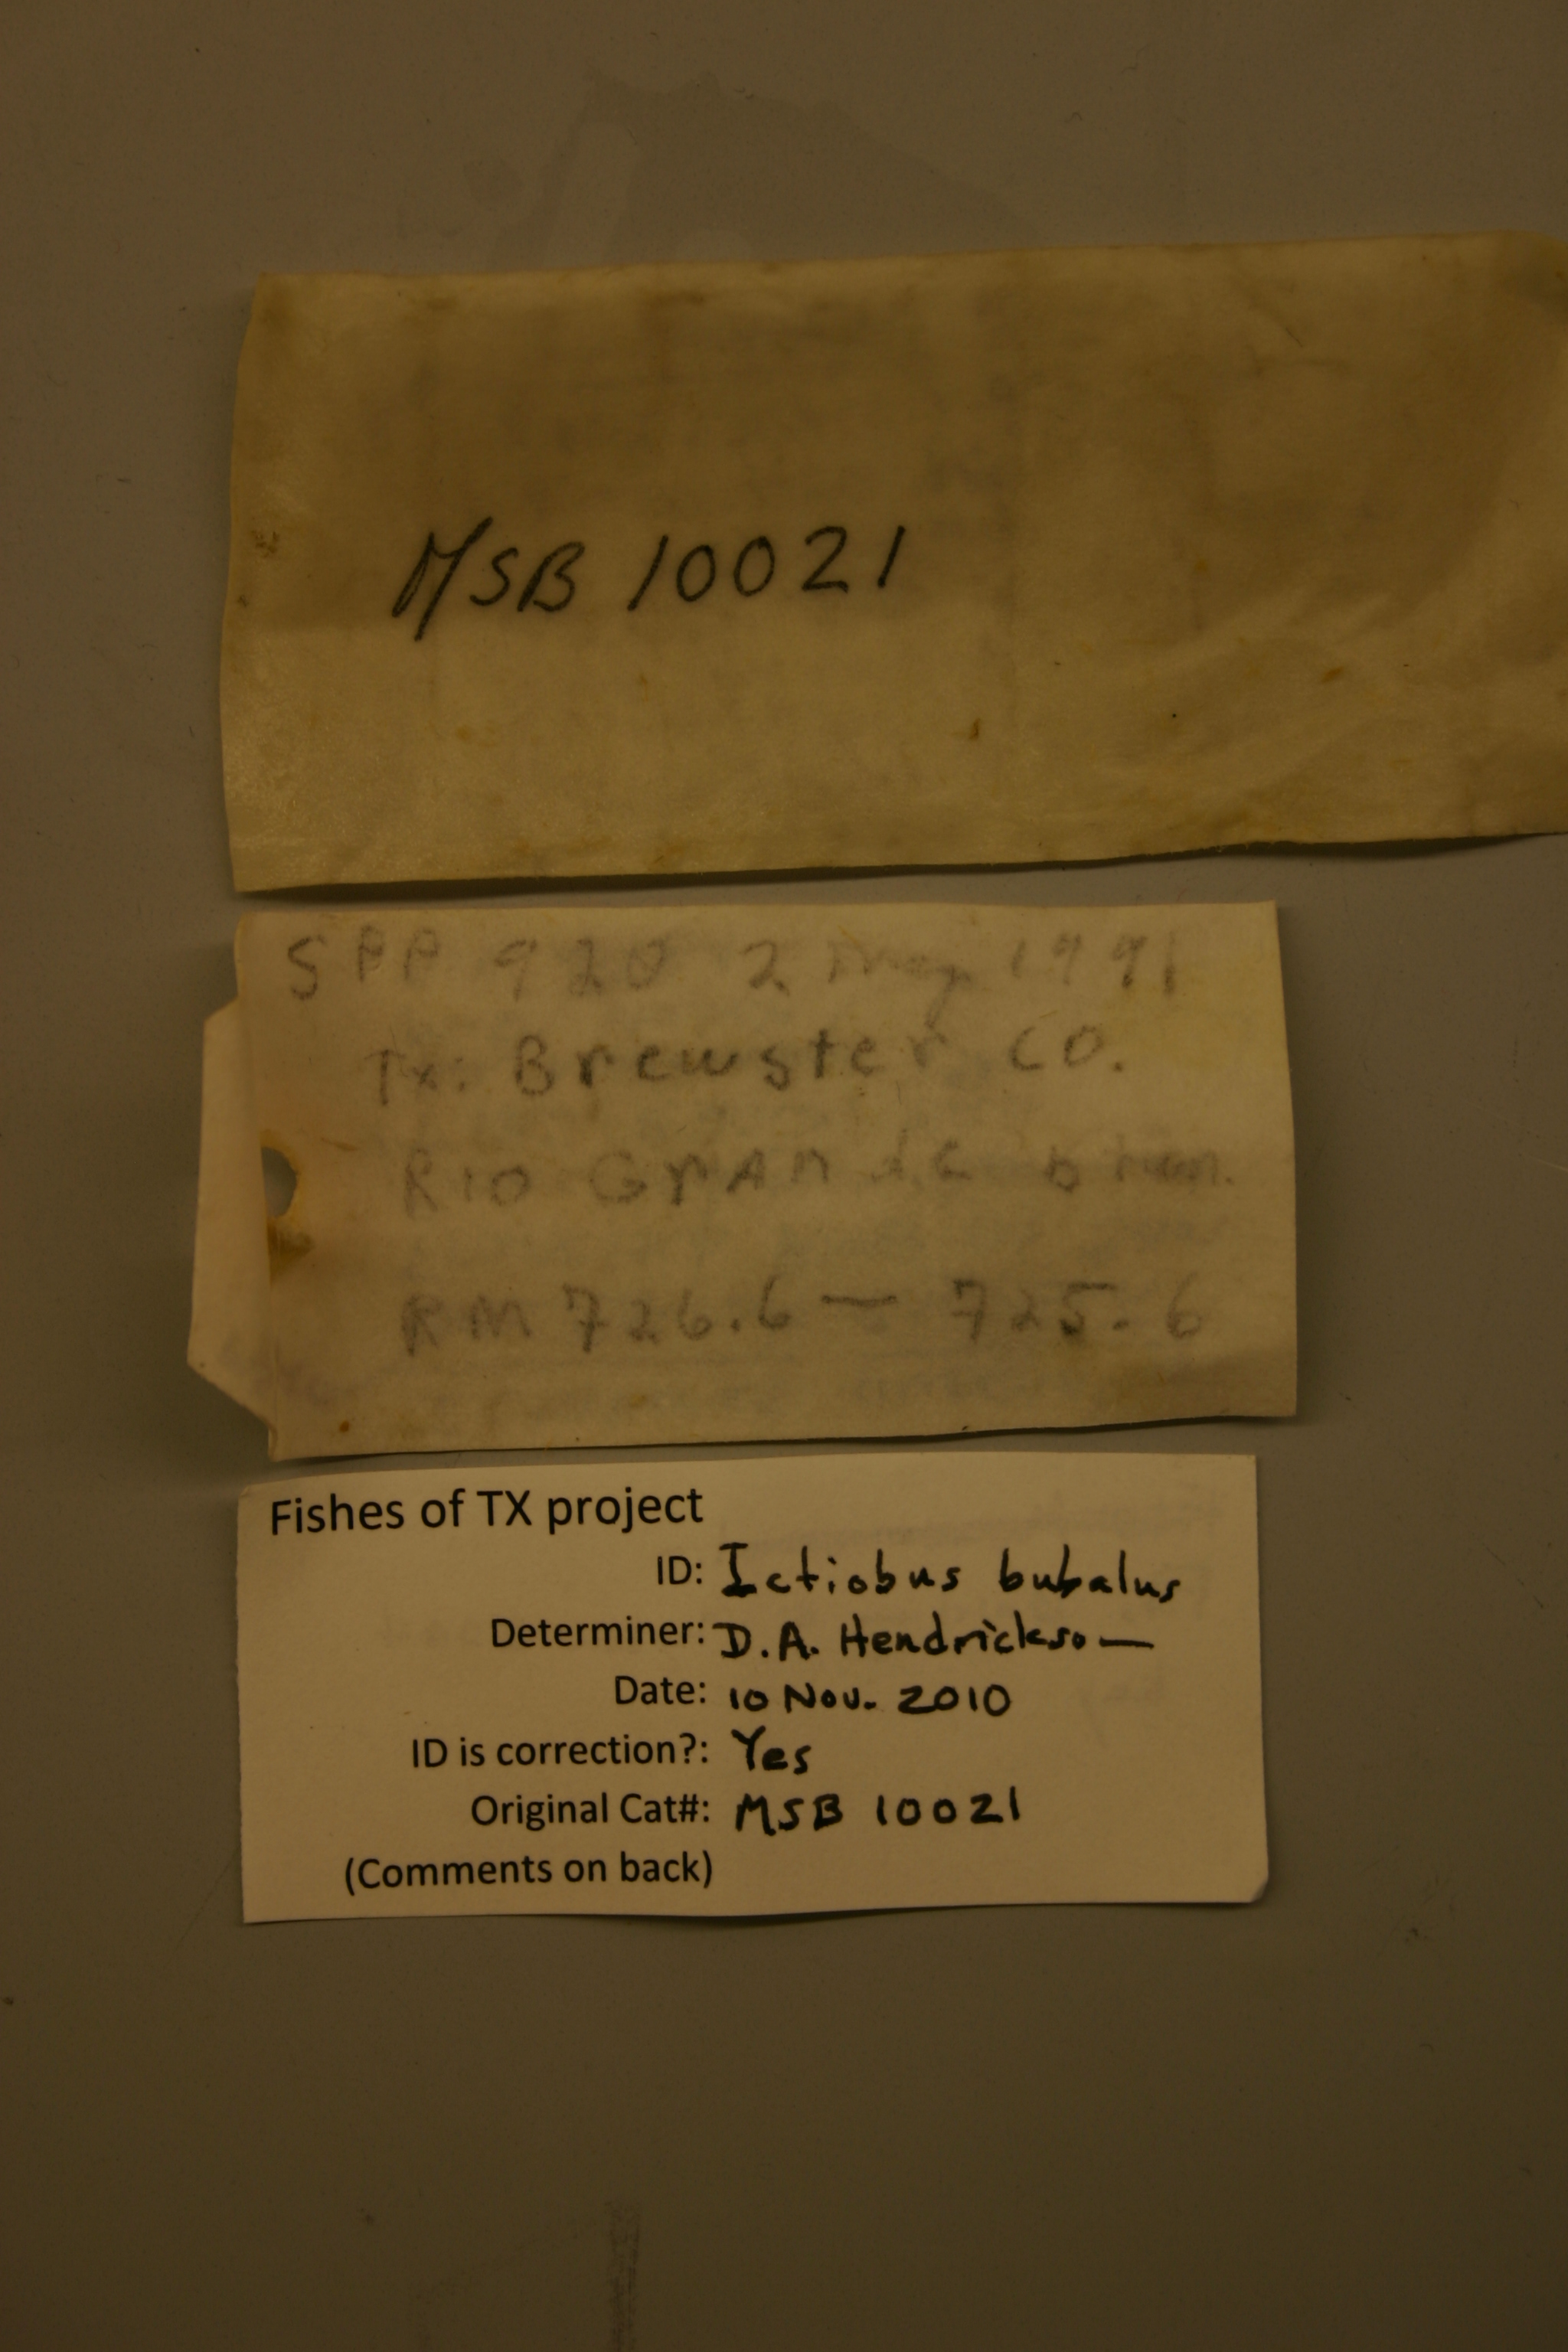 MSB 10021
SPP 920 2 May 1991
Tx: Brewster CO.
RIO GRANde
RM 726.6 — 725.6
Fishes of TX project
ID: Ictiobus bubalus
Determiner: D.A. Hendrickson
Date: 10 Nov. 2010
ID is correction?: Yes
Original Cat#: MSB 10021
(Comments on back)